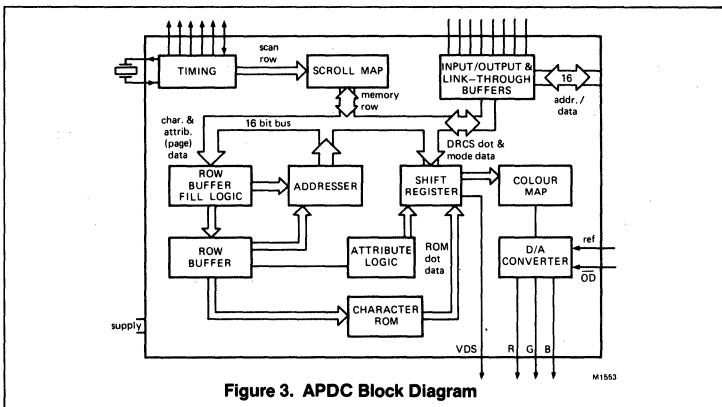 TIMING
scan
row
SCROLL MAP
memory
row
INPUT/OUTPUT &
LINK-THROUGH
BUFFERS
16
addr./
data
char. &
attrib.
(page)
data
16 bit bus
DRCS dot &
mode data
ROW
BUFFER
FILL LOGIC
ADDRESSER
SHIFT
REGISTER
COLOUR
MAP
ROW
BUFFER
ATTRIBUTE
LOGIC
ROM
dot
data
D/A
CONVERTER
ref
OD
CHARACTER
ROM
supply
VDS
R
G
B
M1553
Figure 3. APDC Block Diagram